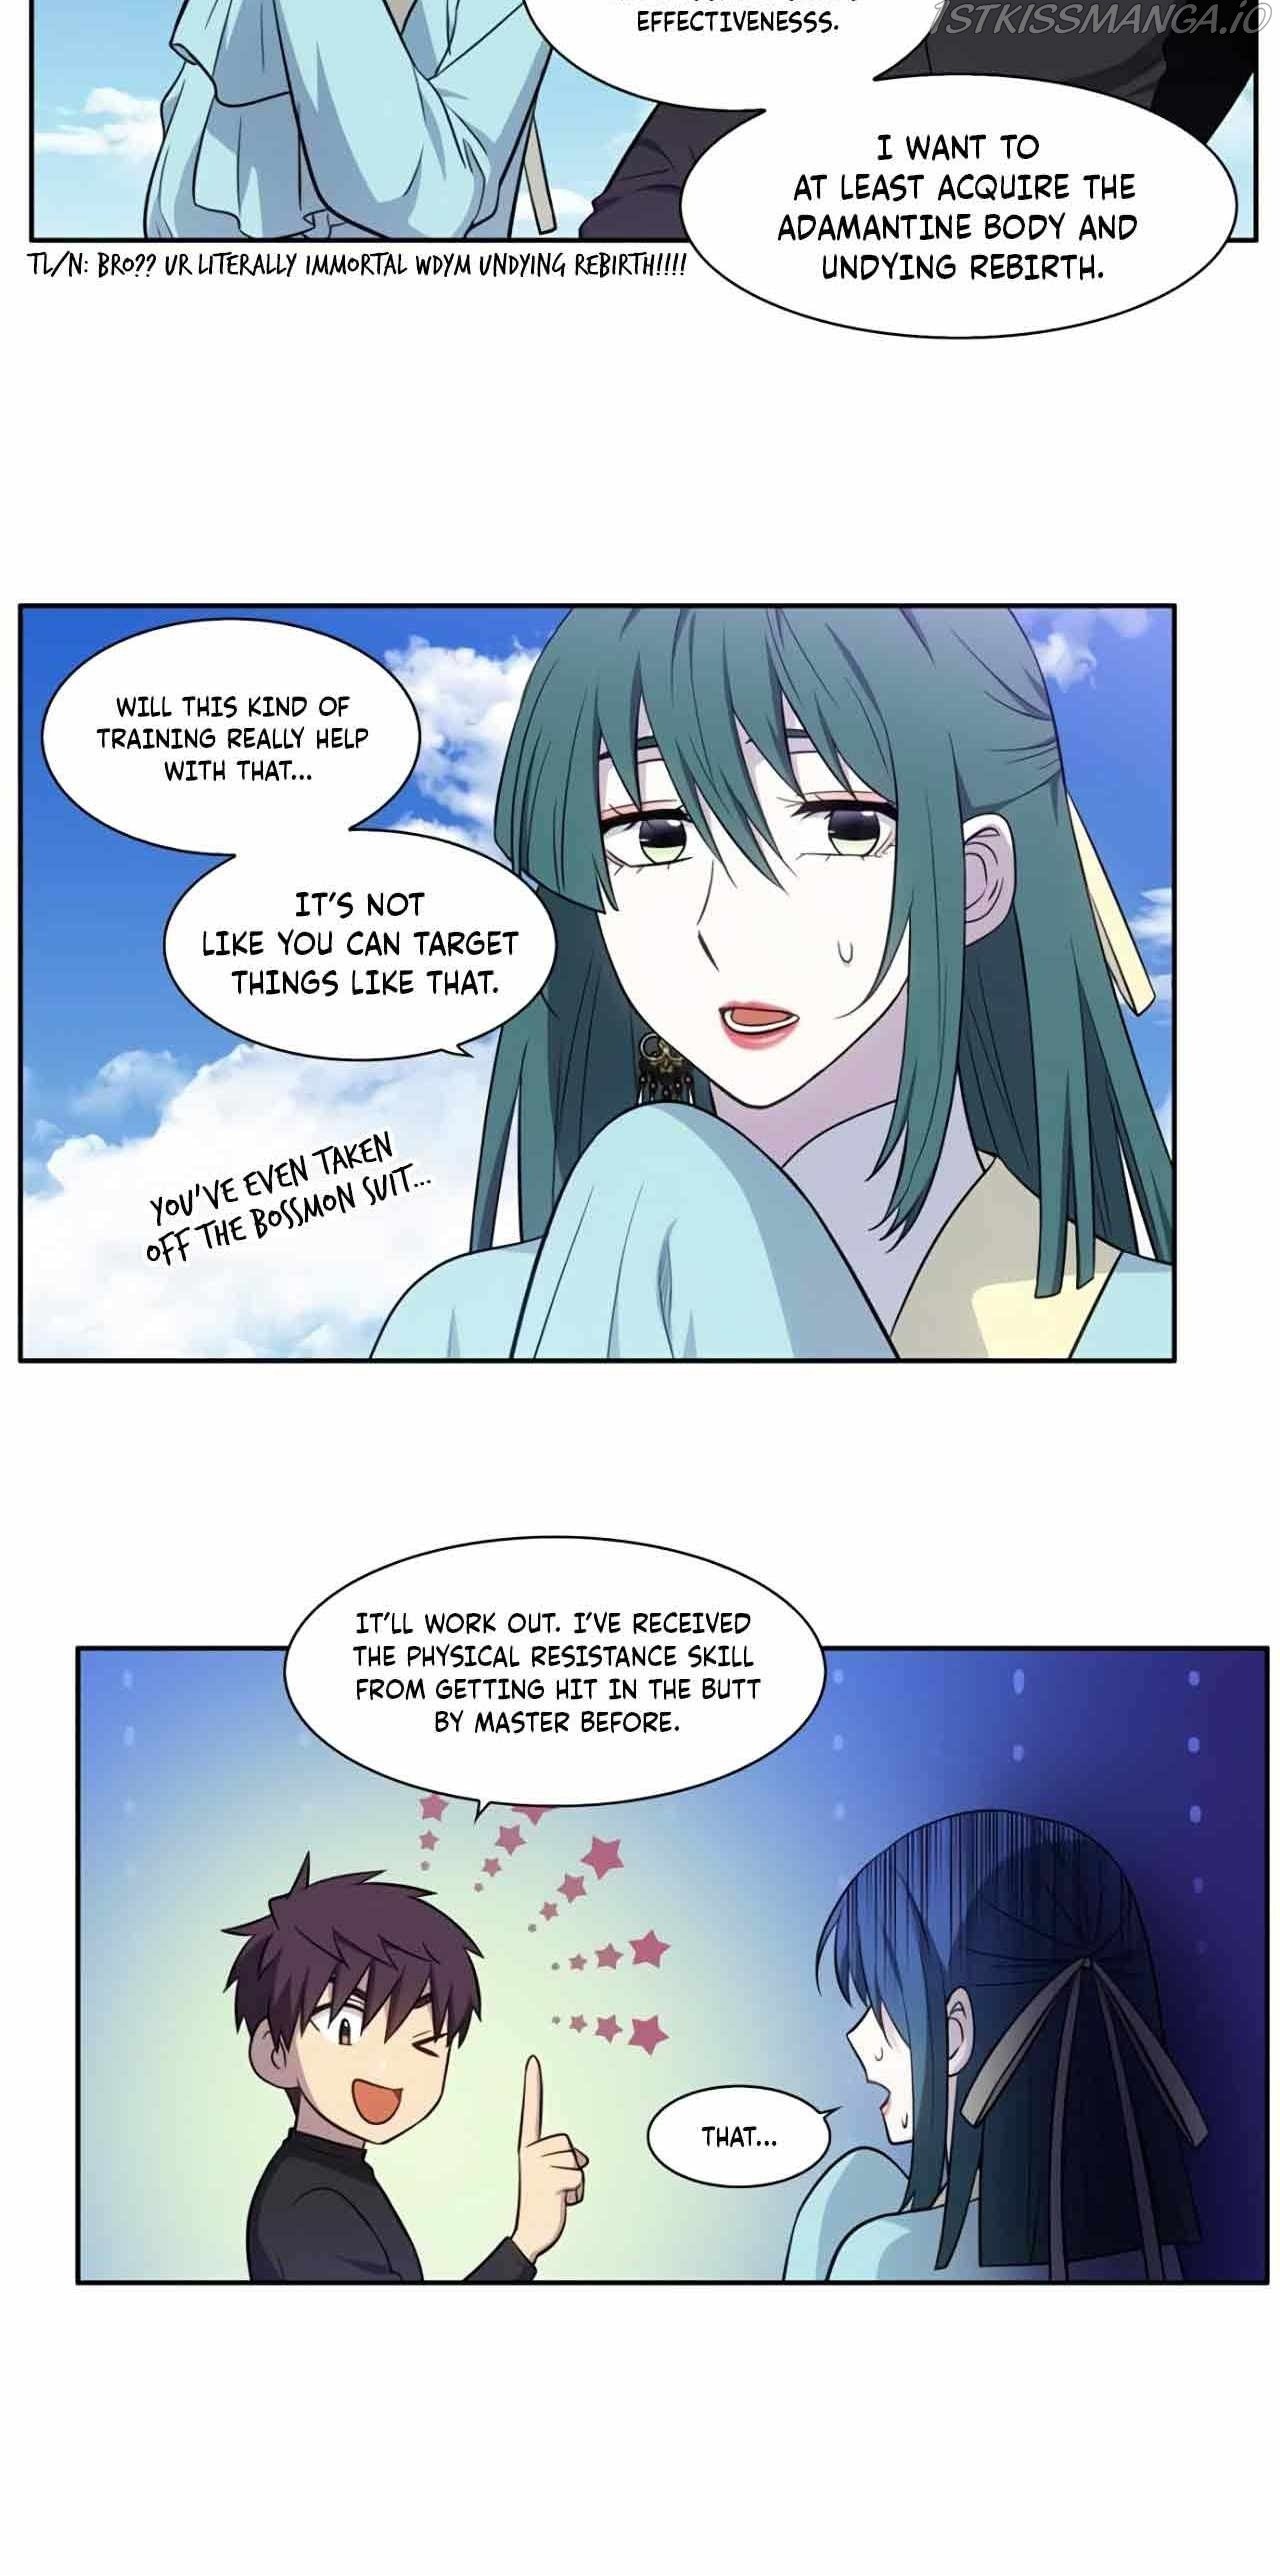 EFFECTIVENESSS.
1STKISSMANGA.IO
I WANT TO
AT LEAST ACQUIRE THE
ADAMANTINE BODY AND
UNDYING REBIRTH.
TL/N: BRO?? UR LITERALLY IMMORTAL WDYM UNDYING REBIRTH!!!!
WILL THIS KIND OF
TRAINING REALLY HELP
WITH THAT...
IT'S NOT
LIKE YOU CAN TARGET
THINGS LIKE THAT.
YOU'VE EVEN TAKEN
OFF THE BOSSMON SUIT...
IT'LL WORK OUT. I'VE RECEIVED
THE PHYSICAL RESISTANCE SKILL
FROM GETTING HIT IN THE BUTT
BY MASTER BEFORE.
THAT...